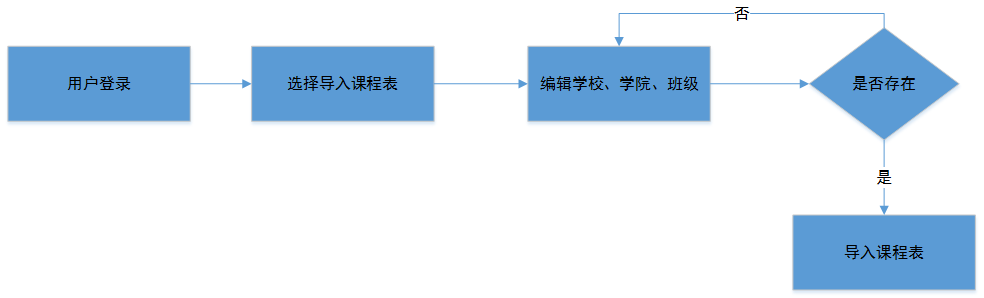 否
用户登录
选择导入课程表
编辑学校、学院、班级
是否存在
是
导入课程表